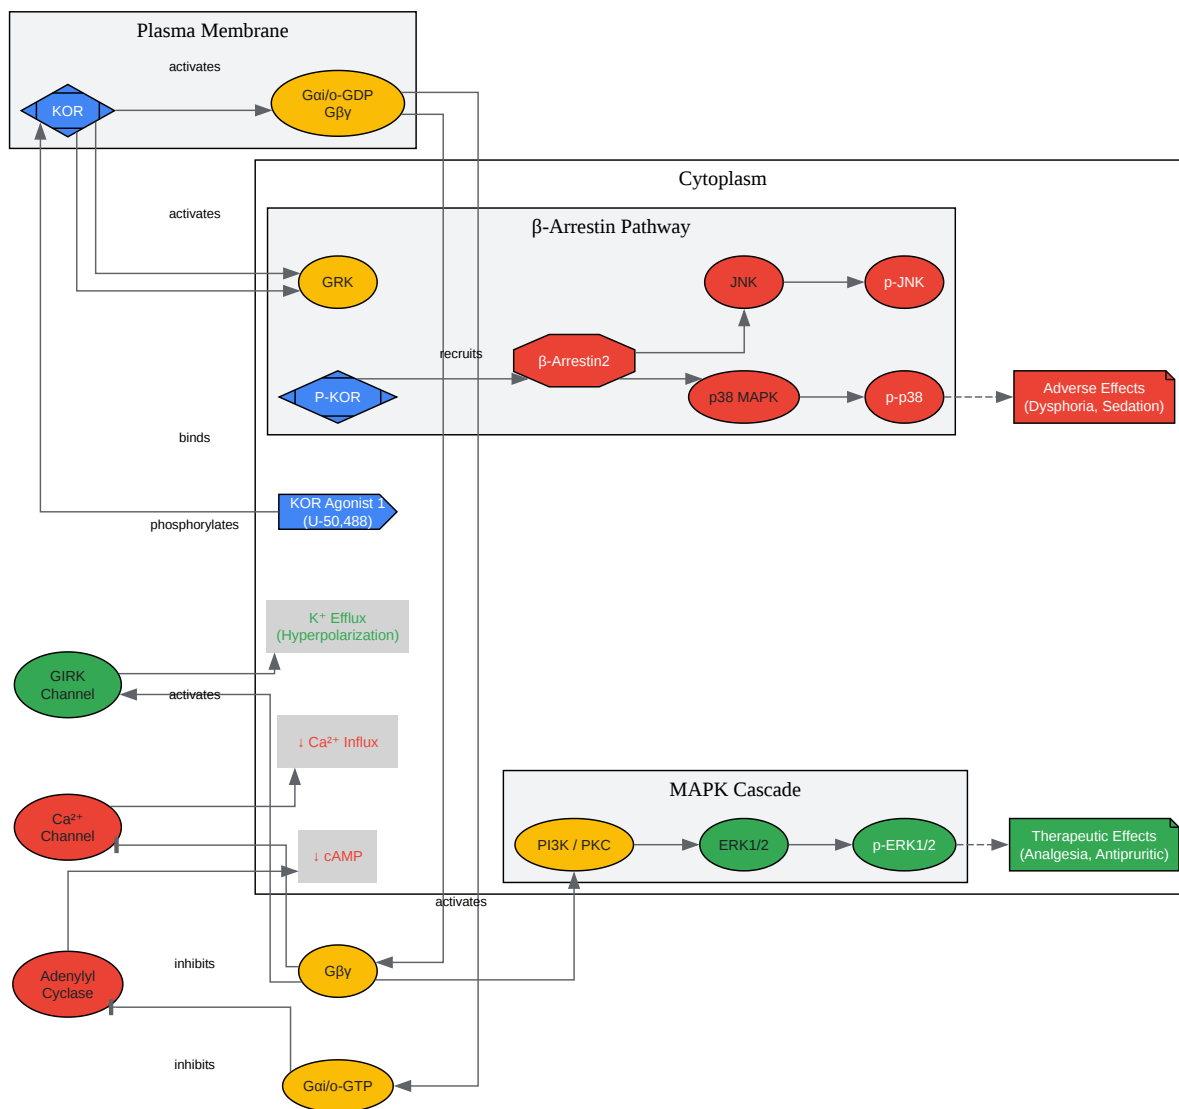 Plasma Membrane
activates
KOR
Gαi/o-GDP
Gβγ
Cytoplasm
activates
β-Arrestin Pathway
GRK
JNK
p-JNK
recruits
β-Arrestin2
P-KOR
p38 MAPK
p-p38
Adverse Effects
(Dysphoria, Sedation)
binds
KOR Agonist 1
(U-50,488)
phosphorylates
K⁺ Efflux
(Hyperpolarization)
GIRK
Channel
activates
↓ Ca²⁺ Influx
MAPK Cascade
Ca²⁺
Channel
↓ cAMP
PI3K / PKC
ERK1/2
p-ERK1/2
Therapeutic Effects
(Analgesia, Antipruritic)
activates
inhibits
Gβγ
Adenylyl
Cyclase
inhibits
Gαi/o-GTP